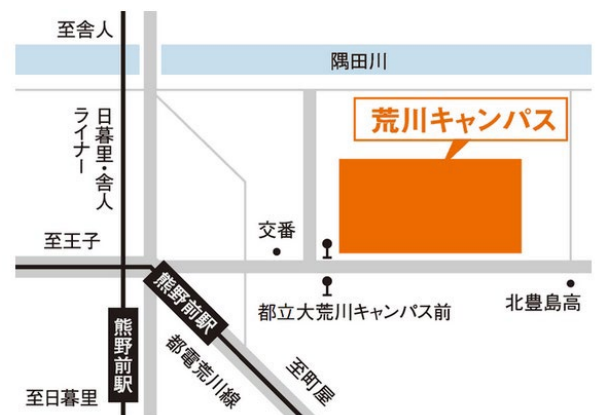 至舎人
隅田川
荒川キャンパス
日暮里・舎人
ライナー
交番
至王子
熊野前駅
都立大荒川キャンパス前
北豊島高
熊野前駅
都電荒川線
至町屋
至日暮里